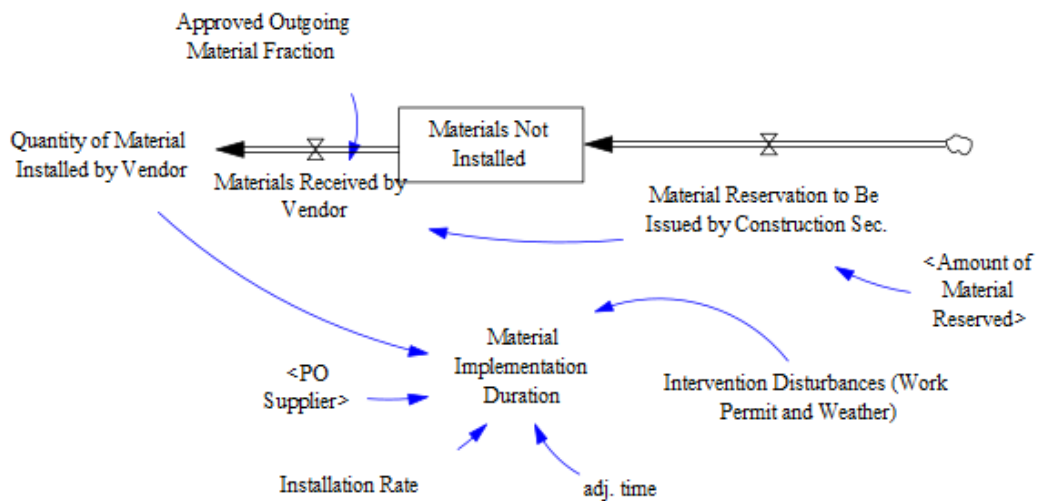 Approved Outgoing
Material Fraction
Quantity of Material
Installed by Vendor
Materials Not
Installed
Materials Received by
Vendor
Material Reservation to Be
Issued by Construction Sec.
<Amount of
Material
Reserved>
Material
Implementation
Duration
<PO
Supplier>
Intervention Disturbances (Work
Permit and Weather)
Installation Rate
adj. time